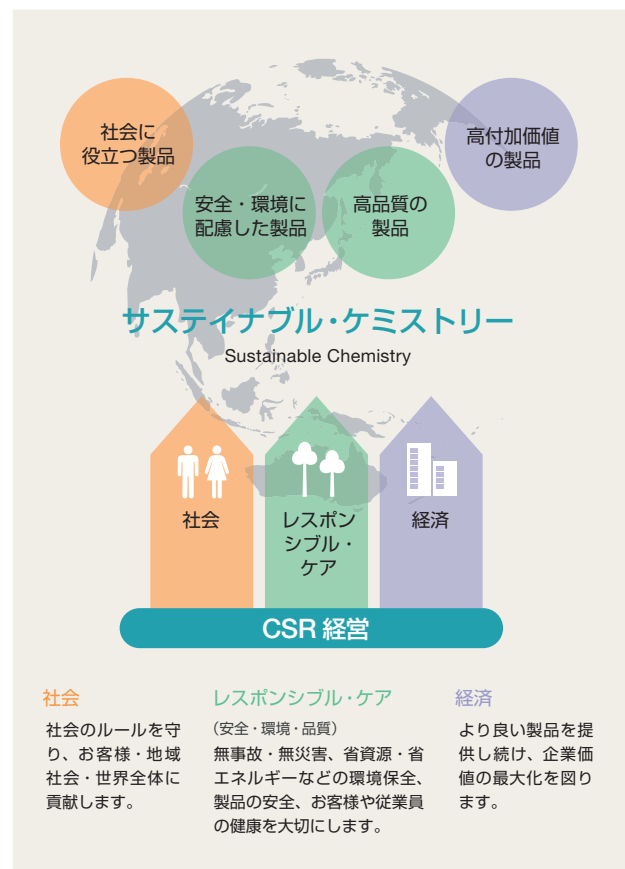 社会に
役立つ製品
安全・環境に
配慮した製品
高品質の
製品
高付加価値
の製品
サステイナブル・ケミストリー
Sustainable Chemistry
社会
レスポン
シブル・
ケア
経済
CSR 経営
社会
社会のルールを守
り、お客様・地域
社会・世界全体に
貢献します。
レスポンシブル・ケア
（安全・環境・品質）
無事故・無災害、省資源・省
エネルギーなどの環境保全、
製品の安全、お客様や従業員
の健康を大切にします。
経済
より良い製品を提
供し続け、企業価
値の最大化を図り
ます。